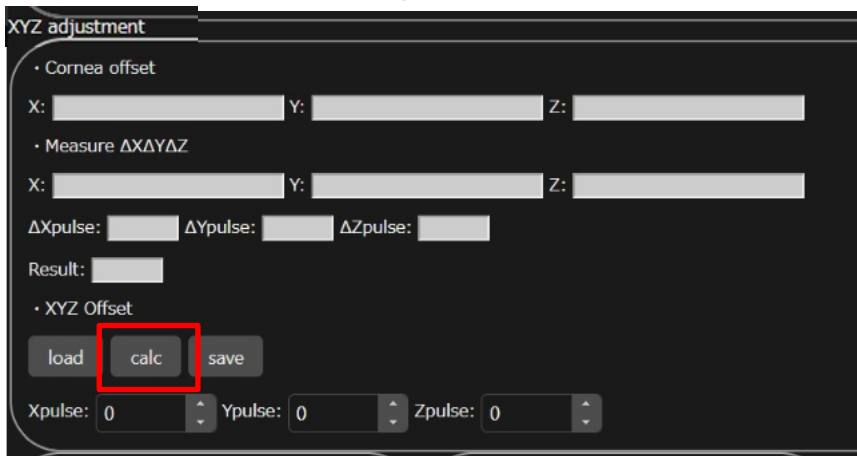 XYZ adjustment
・Cornea offset
X: Y: Z:
・Measure ΔXΔYΔZ
X: Y: Z:
ΔXpulse: ΔYpulse: ΔZpulse:
Result:
・XYZ Offset
load calc save
Xpulse: 0 Ypulse: 0 Zpulse: 0